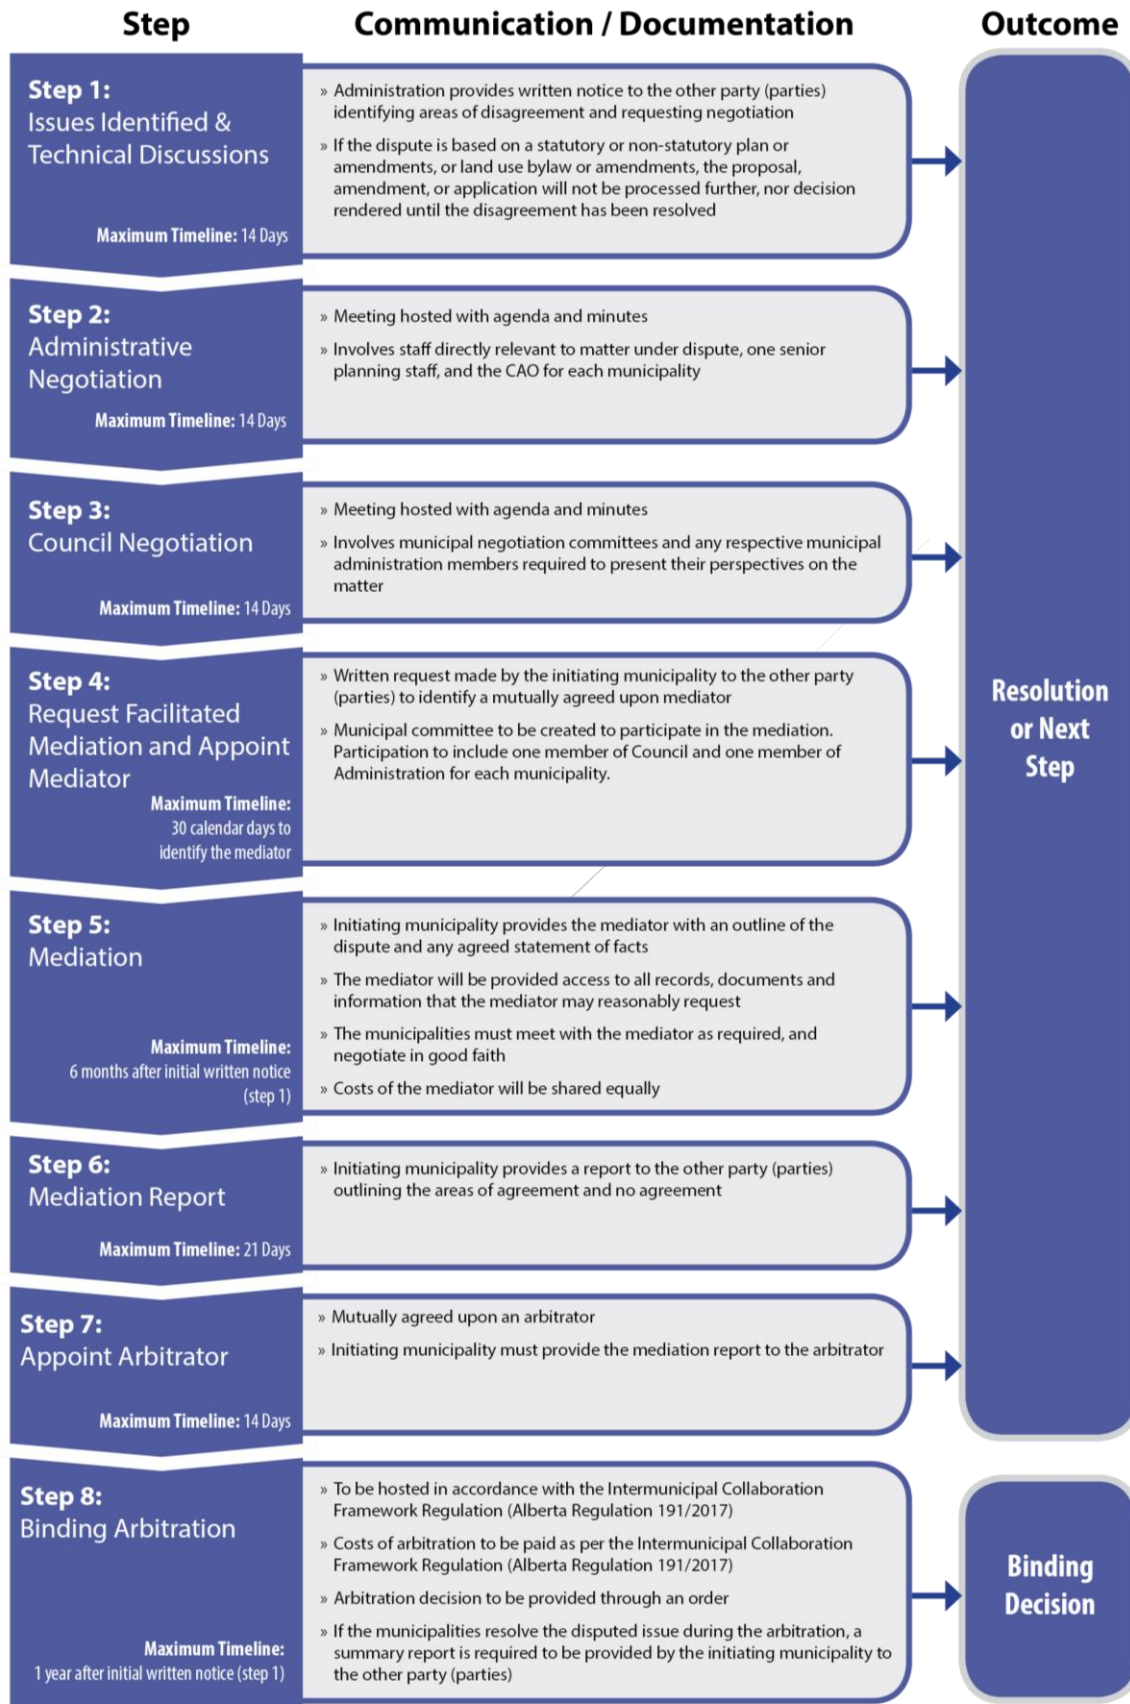 Step
Communication / Documentation
Outcome
Step 1:
Issues Identified &
Technical Discussions
Maximum Timeline: 14 Days
» Administration provides written notice to the other party (parties)
identifying areas of disagreement and requesting negotiation
» If the dispute is based on a statutory or non-statutory plan or
amendments, or land use bylaw or amendments, the proposal,
amendment, or application will not be processed further, nor decision
rendered until the disagreement has been resolved
Step 2:
Administrative
Negotiation
Maximum Timeline: 14 Days
» Meeting hosted with agenda and minutes
» Involves staff directly relevant to matter under dispute, one senior
planning staff, and the CAO for each municipality
Step 3:
Council Negotiation
Maximum Timeline: 14 Days
» Meeting hosted with agenda and minutes
» Involves municipal negotiation committees and any respective municipal
administration members required to present their perspectives on the
matter
Step 4:
Request Facilitated
Mediation and Appoint
Mediator
Maximum Timeline:
30 calendar days to
identify the mediator
» Written request made by the initiating municipality to the other party
(parties) to identify a mutually agreed upon mediator
» Municipal committee to be created to participate in the mediation.
Participation to include one member of Council and one member of
Administration for each municipality.
Step 5:
Mediation
Maximum Timeline:
6 months after initial written notice
(step 1)
» Initiating municipality provides the mediator with an outline of the
dispute and any agreed statement of facts
» The mediator will be provided access to all records, documents and
information that the mediator may reasonably request
» The municipalities must meet with the mediator as required, and
negotiate in good faith
» Costs of the mediator will be shared equally
Step 6:
Mediation Report
Maximum Timeline: 21 Days
» Initiating municipality provides a report to the other party (parties)
outlining the areas of agreement and no agreement
Step 7:
Appoint Arbitrator
Maximum Timeline: 14 Days
» Mutually agreed upon an arbitrator
» Initiating municipality must provide the mediation report to the arbitrator
Resolution
or Next
Step
Step 8:
Binding Arbitration
Maximum Timeline:
1 year after initial written notice (step 1)
» To be hosted in accordance with the Intermunicipal Collaboration
Framework Regulation (Alberta Regulation 191/2017)
» Costs of arbitration to be paid as per the Intermunicipal Collaboration
Framework Regulation (Alberta Regulation 191/2017)
» Arbitration decision to be provided through an order
» If the municipalities resolve the disputed issue during the arbitration, a
summary report is required to be provided by the initiating municipality to
the other party (parties)
Binding
Decision